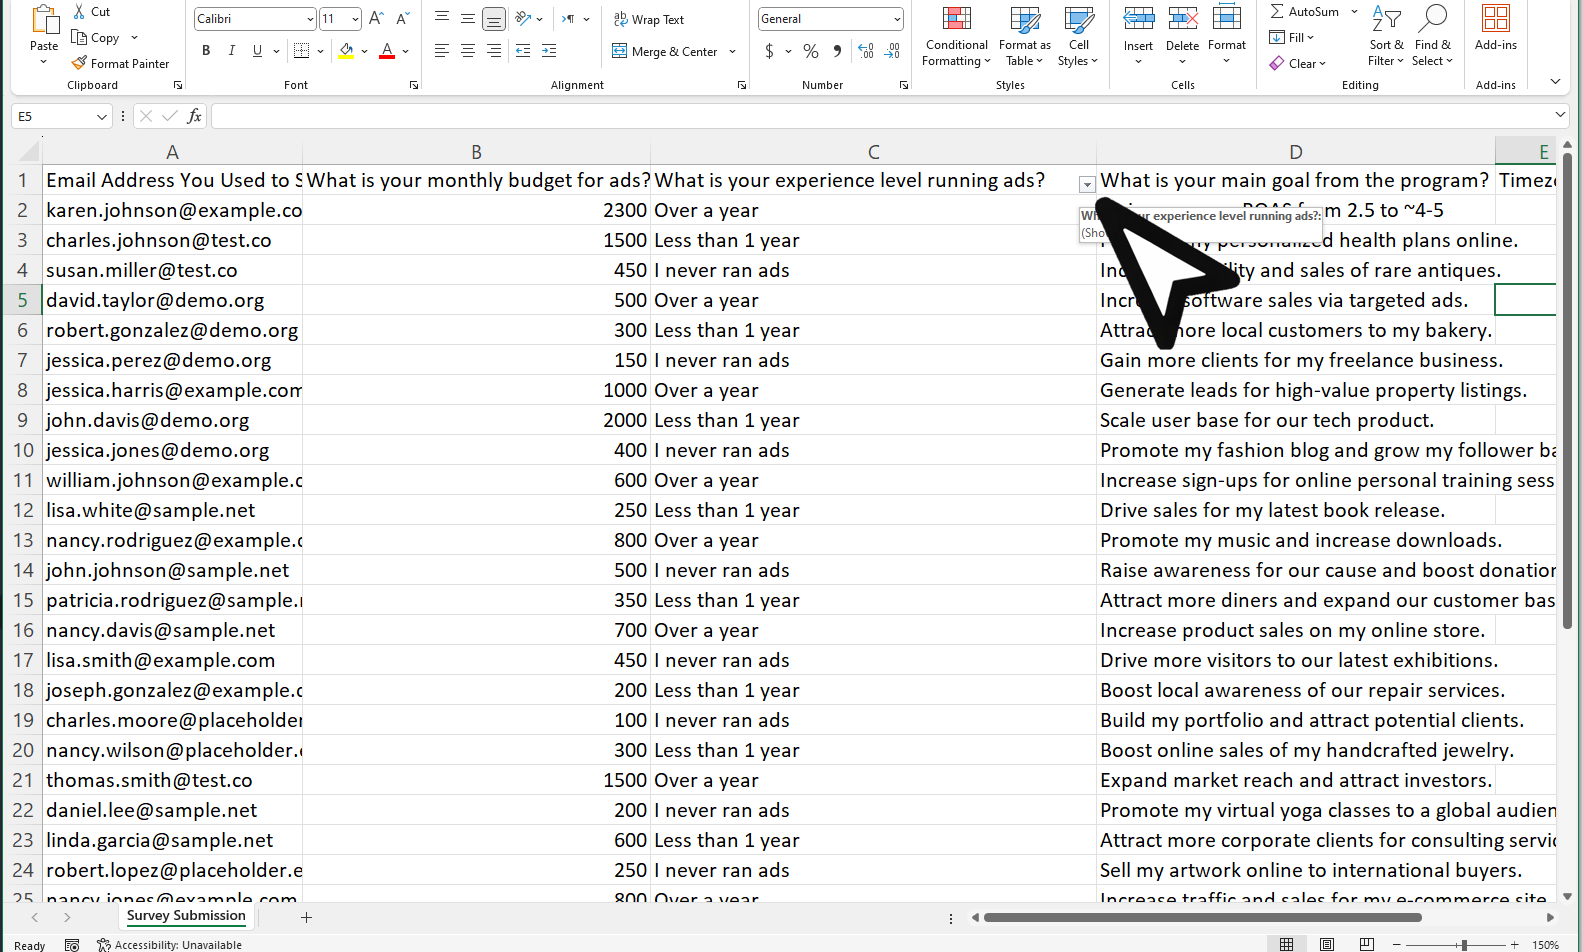 Cut
Copy
Format Painter
Paste
Clipboard
Calibri
11
B I U
Font
Wrap Text
Merge & Center
Alignment
General
$ % 9
Number
Conditional Formatting
Format as Table
Cell Styles
Styles
Insert
Delete
Format
Cells
AutoSum
Fill
Clear
Sort & Filter
Find & Select
Editing
Add-ins
Add-ins
E5
fx
A B C D E
1 Email Address You Used to S What is your monthly budget for ads? What is your experience level running ads? What is your main goal from the program?
2 karen.johnson@example.co 2300 Over a year ROAS from 2.5 to ~4-5
experience level running ads?:
3 charles.johnson@test.co 1500 Less than 1 year my personalized health plans online.
4 susan.miller@test.co 450 I never ran ads and sales of rare antiques.
5 david.taylor@demo.org 500 Over a year software sales via targeted ads.
6 robert.gonzalez@demo.org 300 Less than 1 year Attract more local customers to my bakery.
7 jessica.perez@demo.org 150 I never ran ads Gain more clients for my freelance business.
8 jessica.harris@example.com 1000 Over a year Generate leads for high-value property listings.
9 john.davis@demo.org 2000 Less than 1 year Scale user base for our tech product.
10 jessica.jones@demo.org 400 I never ran ads Promote my fashion blog and grow my follower ba
11 william.johnson@example.c 600 Over a year Increase sign-ups for online personal training sess
12 lisa.white@sample.net 250 Less than 1 year Drive sales for my latest book release.
13 nancy.rodriguez@example.c 800 Over a year Promote my music and increase downloads.
14 john.johnson@sample.net 500 I never ran ads Raise awareness for our cause and boost donation
15 patricia.rodriguez@sample.n 350 Less than 1 year Attract more diners and expand our customer bas
16 nancy.davis@sample.net 700 Over a year Increase product sales on my online store.
17 lisa.smith@example.com 450 I never ran ads Drive more visitors to our latest exhibitions.
18 joseph.gonzalez@example.c 200 Less than 1 year Boost local awareness of our repair services.
19 charles.moore@placeholder 100 I never ran ads Build my portfolio and attract potential clients.
20 nancy.wilson@placeholder. 300 Less than 1 year Boost online sales of my handcrafted jewelry.
21 thomas.smith@test.co 1500 Over a year Expand market reach and attract investors.
22 daniel.lee@sample.net 200 I never ran ads Promote my virtual yoga classes to a global audien
23 linda.garcia@sample.net 600 Less than 1 year Attract more corporate clients for consulting servic
24 robert.lopez@placeholder.e 250 I never ran ads Sell my artwork online to international buyers.
25 nancy.jones@example.com 800 Over a year Increase traffic and sales for my e-commerce site.
Survey Submission
Ready
Accessibility: Unavailable
150%